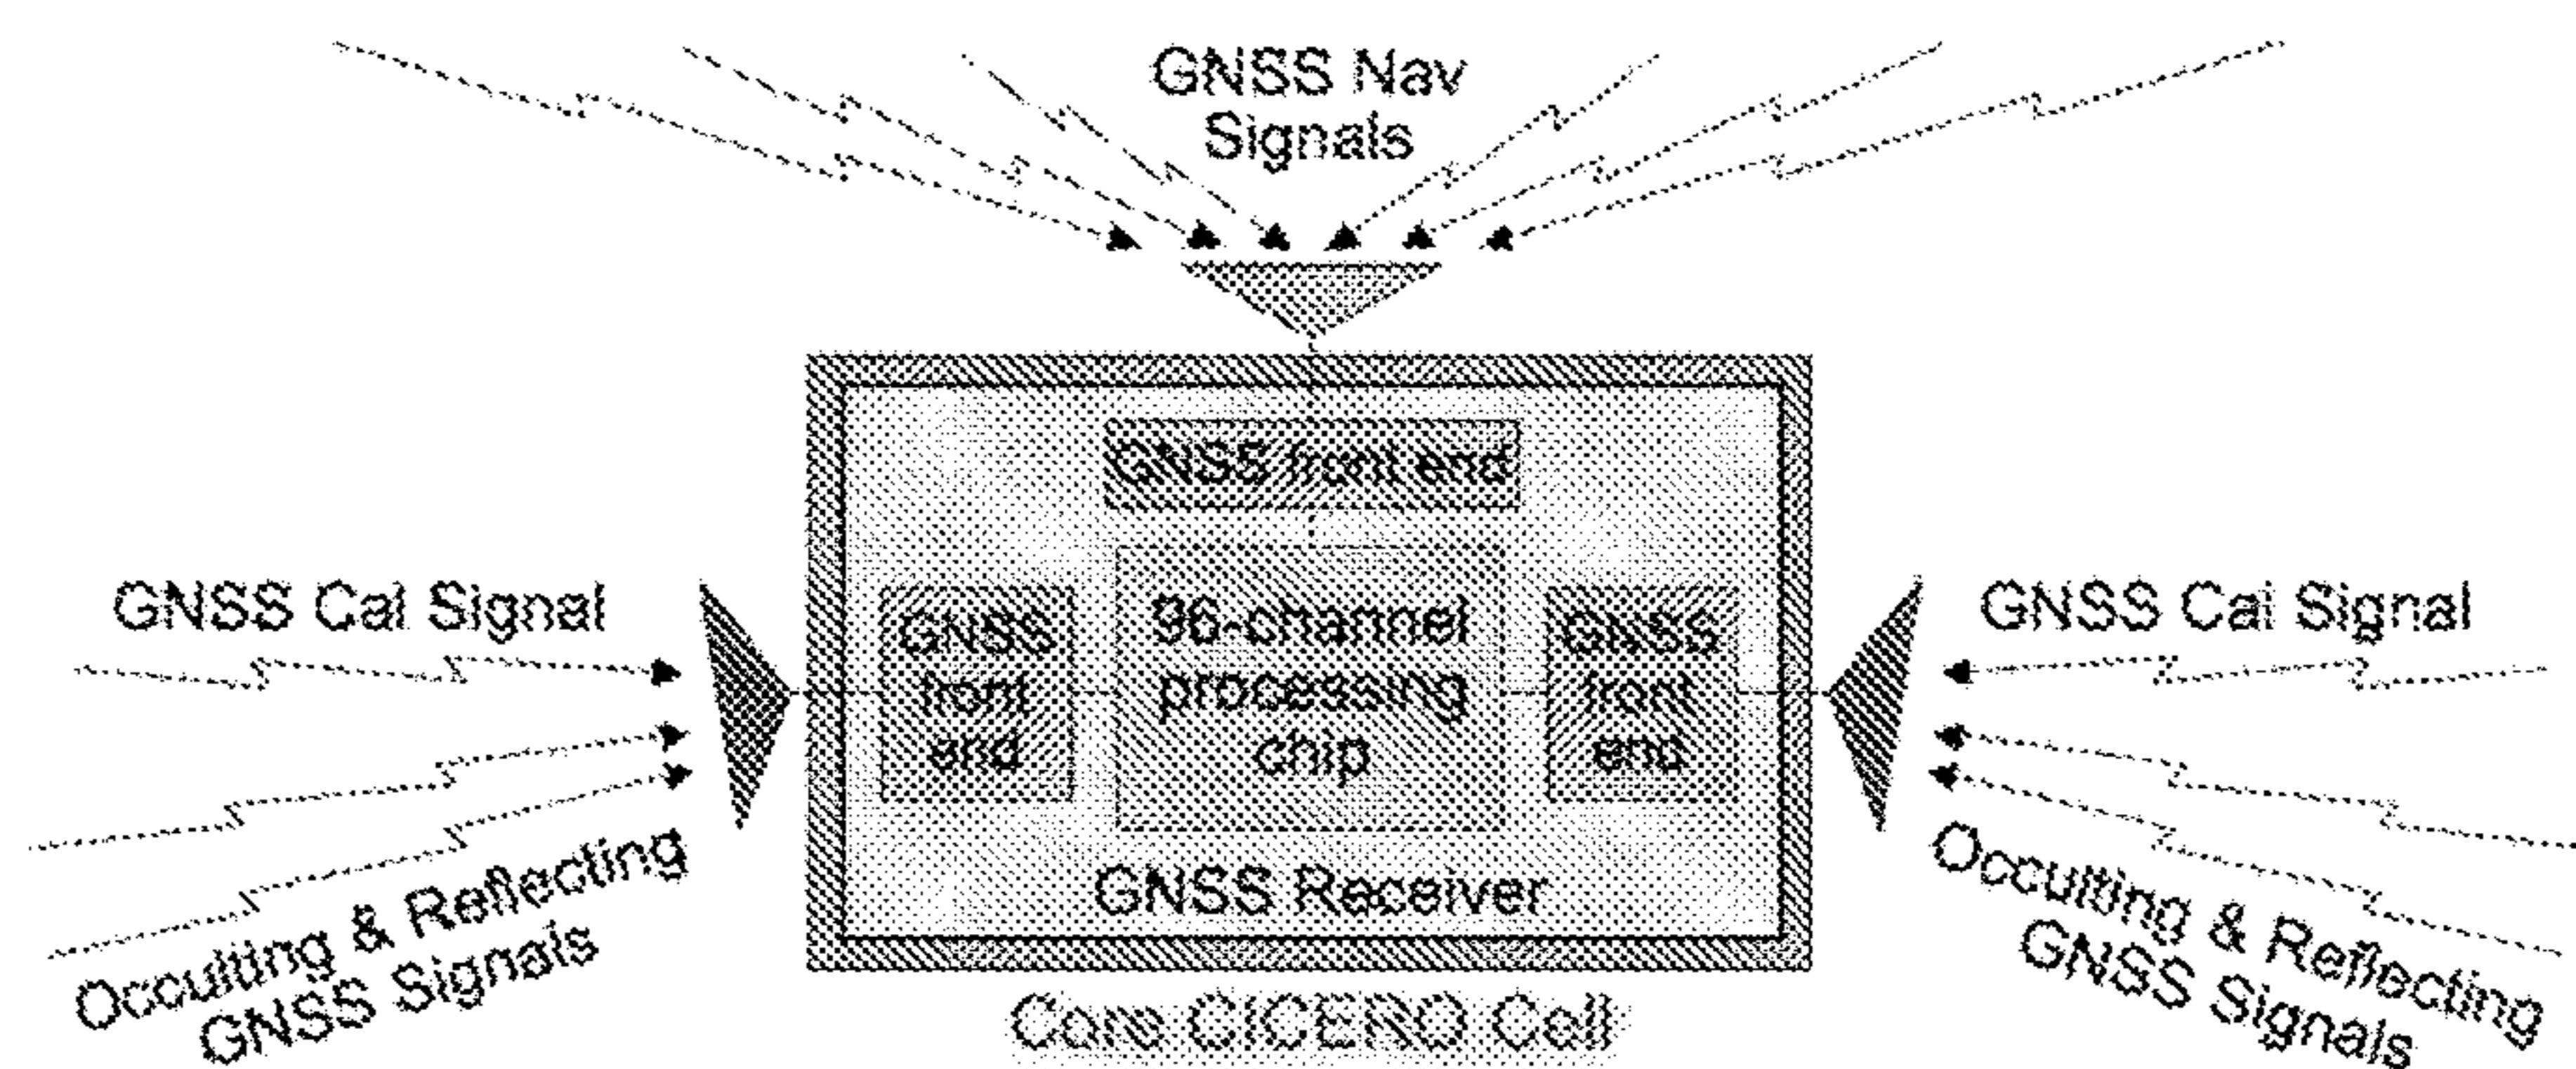 GNSS Nav
Signals
GNSS front end
GNSS Cal Signal
GNSS
front
end
96-channel
processing
chip
GNSS
front
end
GNSS Cal Signal
Occulting & Reflecting
GNSS Signals
GNSS Receiver
Occulting & Reflecting
GNSS Signals
Core CICERO Cell